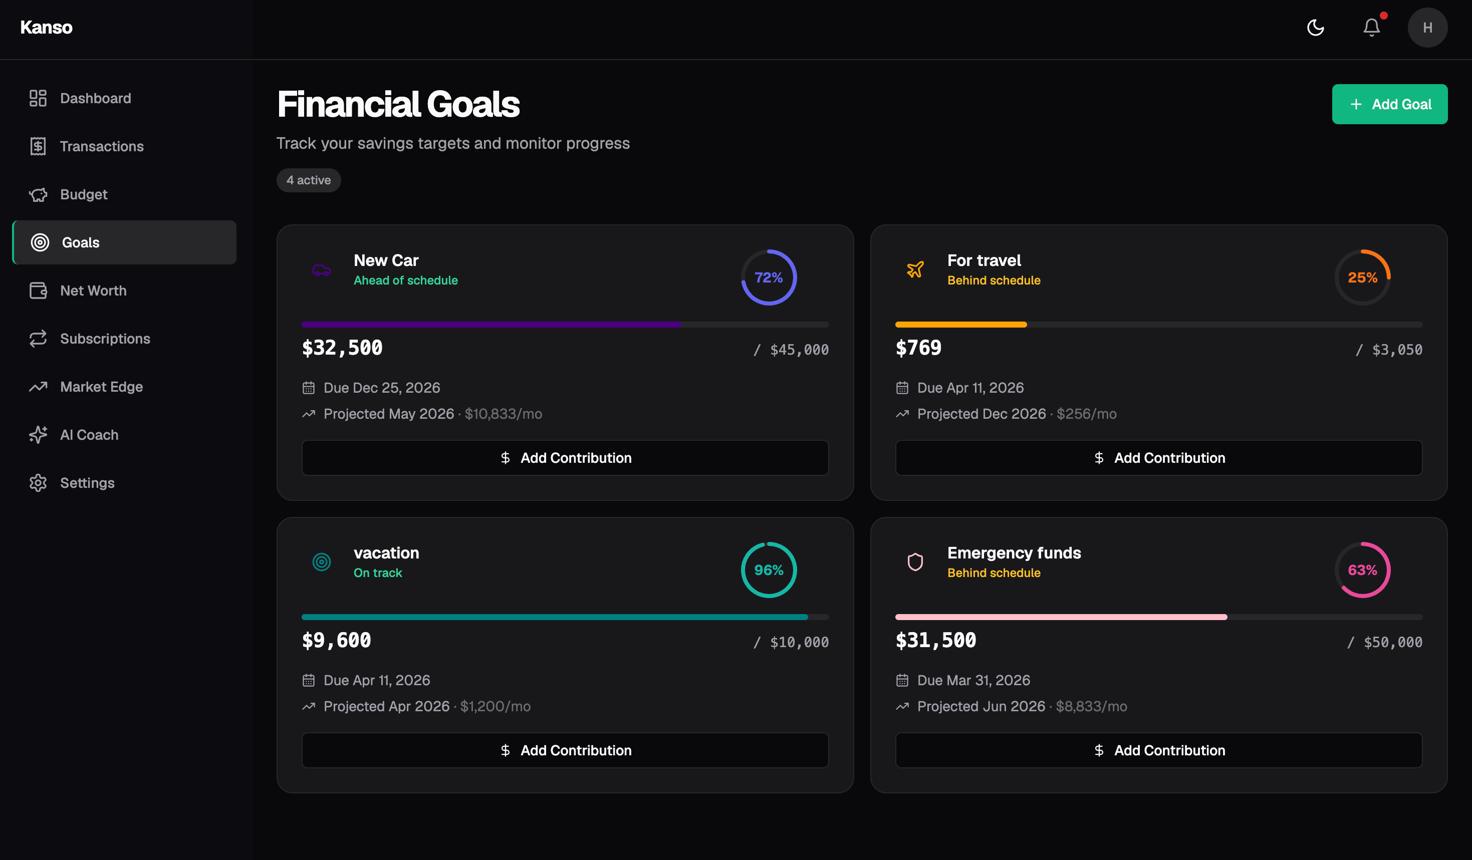 Kanso
H
Dashboard
Transactions
Budget
Goals
Net Worth
Subscriptions
Market Edge
AI Coach
Settings
Financial Goals
Add Goal
Track your savings targets and monitor progress
4 active
New Car
Ahead of schedule
72%
$32,500 / $45,000
Due Dec 25, 2026
Projected May 2026 · $10,833/mo
$ Add Contribution
For travel
Behind schedule
25%
$769 / $3,050
Due Apr 11, 2026
Projected Dec 2026 · $256/mo
$ Add Contribution
vacation
On track
96%
$9,600 / $10,000
Due Apr 11, 2026
Projected Apr 2026 · $1,200/mo
$ Add Contribution
Emergency funds
Behind schedule
63%
$31,500 / $50,000
Due Mar 31, 2026
Projected Jun 2026 · $8,833/mo
$ Add Contribution